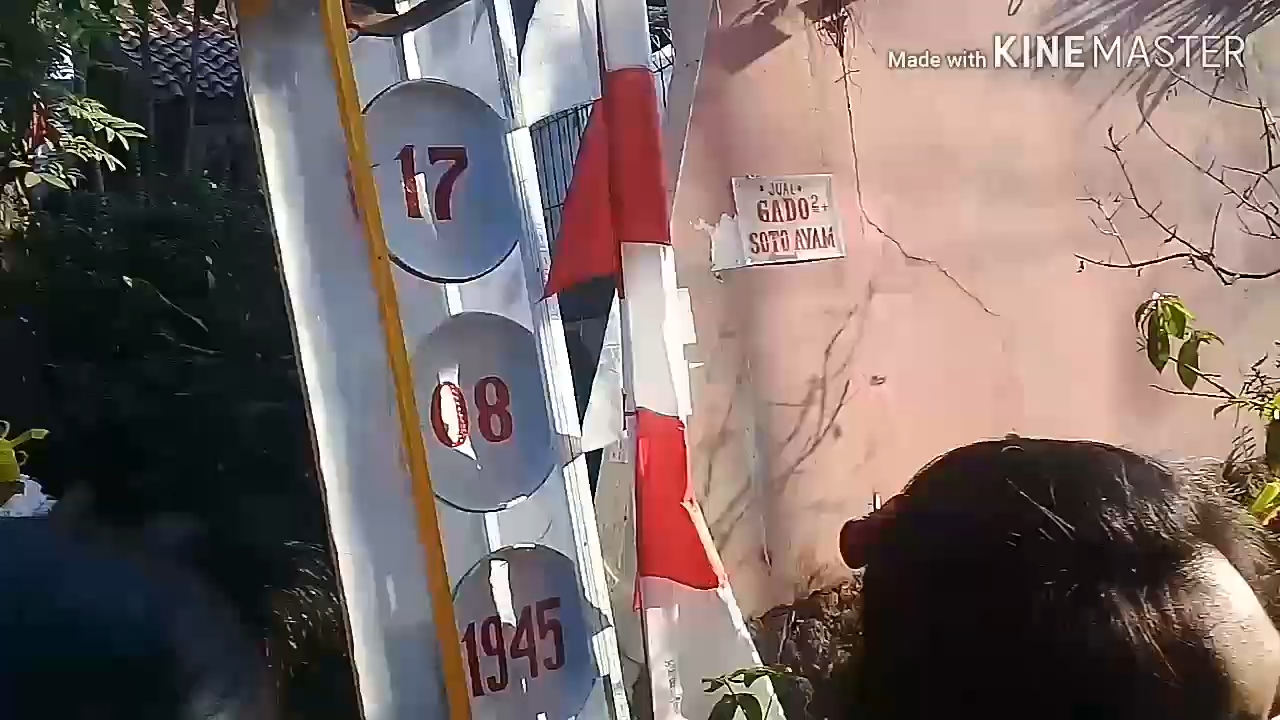 Made with KINEMASTER
17
08
1945
• JUAL •
GADO²+
SOTO AYAM